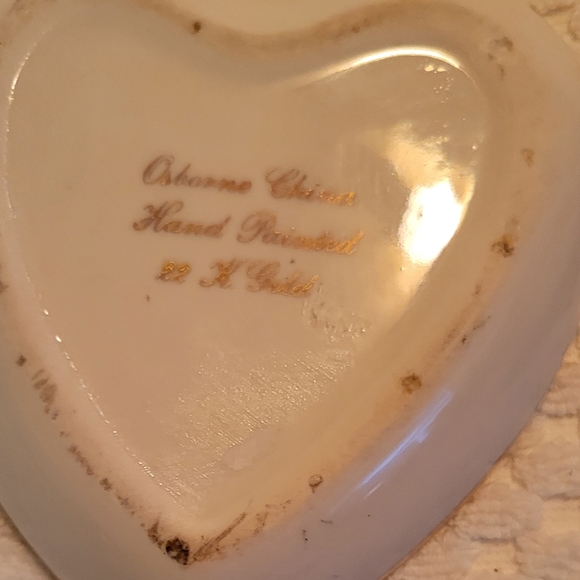 Osborne China
Hand Painted
22 K Gold